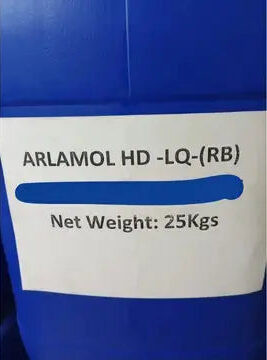 ARLAMOL HD -LQ-(RB)
Net Weight: 25Kgs